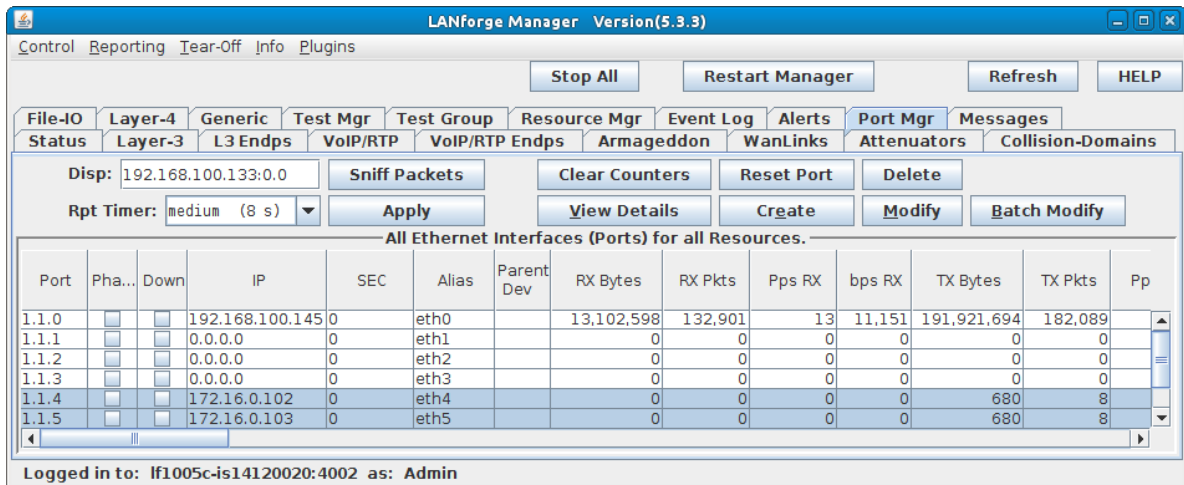 LANforge Manager Version(5.3.3)
Control Reporting Tear-Off Info Plugins
Stop All Restart Manager Refresh HELP
File-IO Layer-4 Generic Test Mgr Test Group Resource Mgr Event Log Alerts Port Mgr Messages
Status Layer-3 L3 Endps VoIP/RTP VoIP/RTP Endps Armageddon WanLinks Attenuators Collision-Domains
Disp: 192.168.100.133:0.0 Sniff Packets Clear Counters Reset Port Delete
Rpt Timer: medium (8 s) Apply View Details Create Modify Batch Modify
All Ethernet Interfaces (Ports) for all Resources.
Port Pha... Down IP SEC Alias Parent Dev RX Bytes RX Pkts Pps RX bps RX TX Bytes TX Pkts Pp
1.1.0 192.168.100.145 0 eth0 13,102,598 132,901 13 11,151 191,921,694 182,089
1.1.1 0.0.0.0 0 eth1 0 0 0 0 0 0
1.1.2 0.0.0.0 0 eth2 0 0 0 0 0 0
1.1.3 0.0.0.0 0 eth3 0 0 0 0 0 0
1.1.4 172.16.0.102 0 eth4 0 0 0 0 680 8
1.1.5 172.16.0.103 0 eth5 0 0 0 0 680 8
Logged in to: lf1005c-is14120020:4002 as: Admin